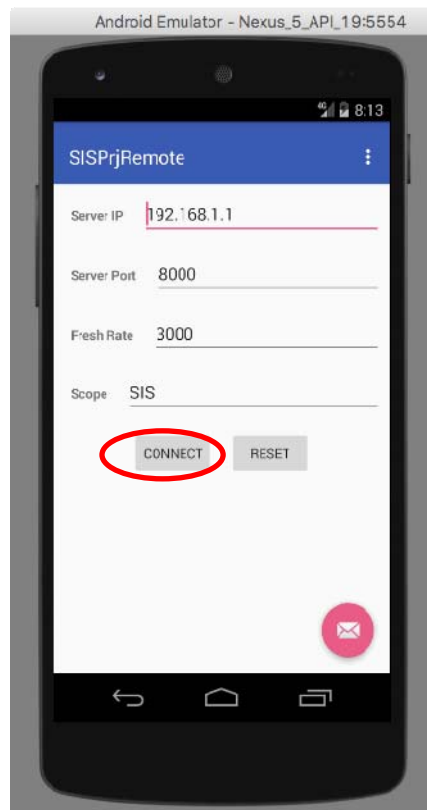 Android Emulator - Nexus_5_API_19:5554
4G 8:13
SISPrjRemote
Server IP 192.168.1.1
Server Port 8000
Fresh Rate 3000
Scope SIS
CONNECT RESET